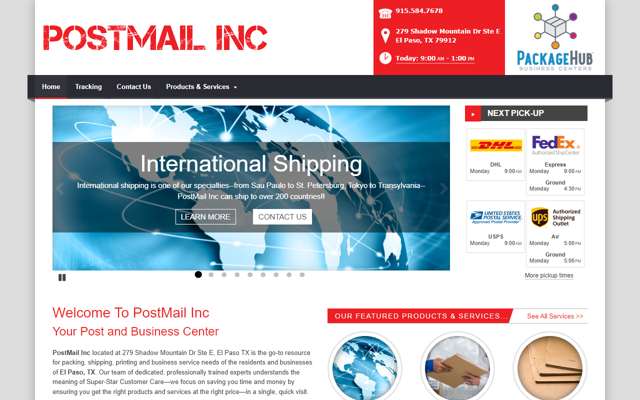 POSTMAIL INC
915.584.7678
279 Shadow Mountain Dr Ste E
El Paso, TX 79912
Today: 9:00 AM - 1:00 PM
PACKAGEHUB
BUSINESS CENTERS
Home
Tracking
Contact Us
Products & Services
International Shipping
International shipping is one of our specialties--from Sau Paulo to St. Petersburg, Tokyo to Transylvania--
PostMail Inc can ship to over 200 countries!!
LEARN MORE
CONTACT US
NEXT PICK-UP
DHL
DHL
Monday 9:00 AM
FedEx
Authorized ShipCenter
Express
Monday 9:00 AM
Ground
Monday 4:30 PM
UNITED STATES
POSTAL SERVICE
Approved Postal Provider
USPS
Monday 9:00 AM
ups
Authorized
Shipping
Outlet
Air
Monday 5:00 PM
Ground
Monday 5:00 PM
More pickup times
Welcome To PostMail Inc
Your Post and Business Center
PostMail Inc located at 279 Shadow Mountain Dr Ste E, El Paso TX is the go-to resource
for packing, shipping, printing and business service needs of the residents and businesses
of El Paso, TX. Our team of dedicated, professionally trained experts understands the
meaning of Super-Star Customer Care—we focus on saving you time and money by
ensuring you get the right products and services at the right price—in a single, quick visit.
OUR FEATURED PRODUCTS & SERVICES...
See All Services >>